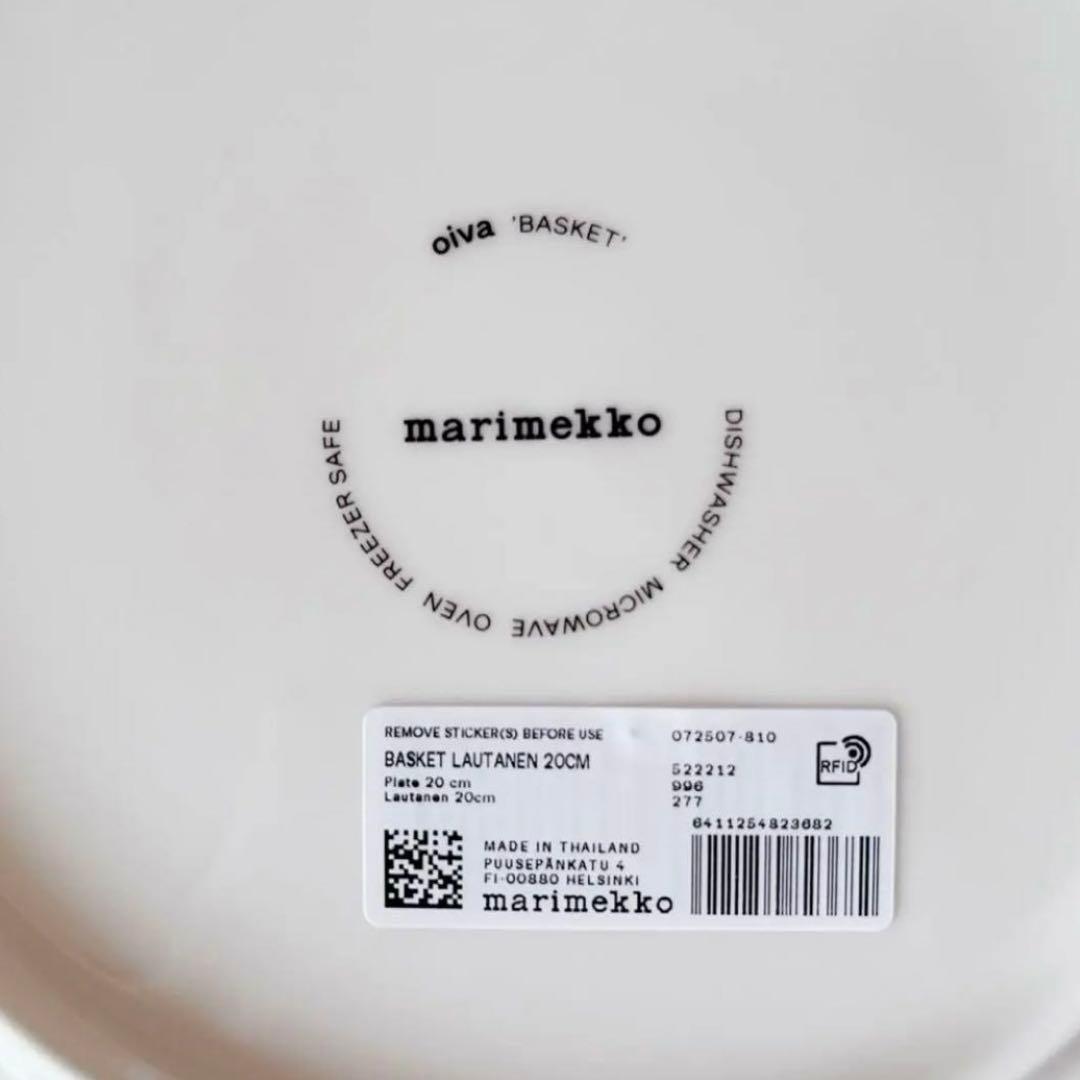 oiva 'BASKET'
marimekko
DISHWASHER MICROWAVE OVEN FREEZER SAFE
REMOVE STICKER(S) BEFORE USE
BASKET LAUTANEN 20CM
Plate 20 cm
Lautanen 20cm
072507-810
522212
996
277
RFID
6411254823682
MADE IN THAILAND
PUUSEPÄNKATU 4
FI-00880 HELSINKI
marimekko